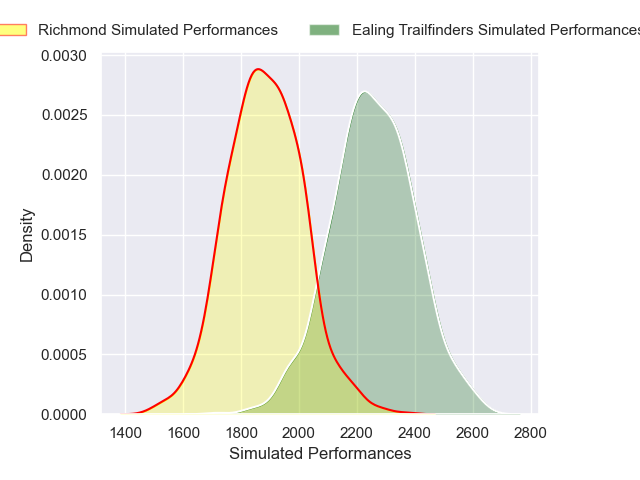 Richmond Simulated Performances Ealing Trailfinders Simulated Performances
0.0030
0.0025
0.0020
0.0015
0.0010
0.0005
0.0000
Density
1400 1600 1800 2000 2200 2400 2600 2800
Simulated Performances